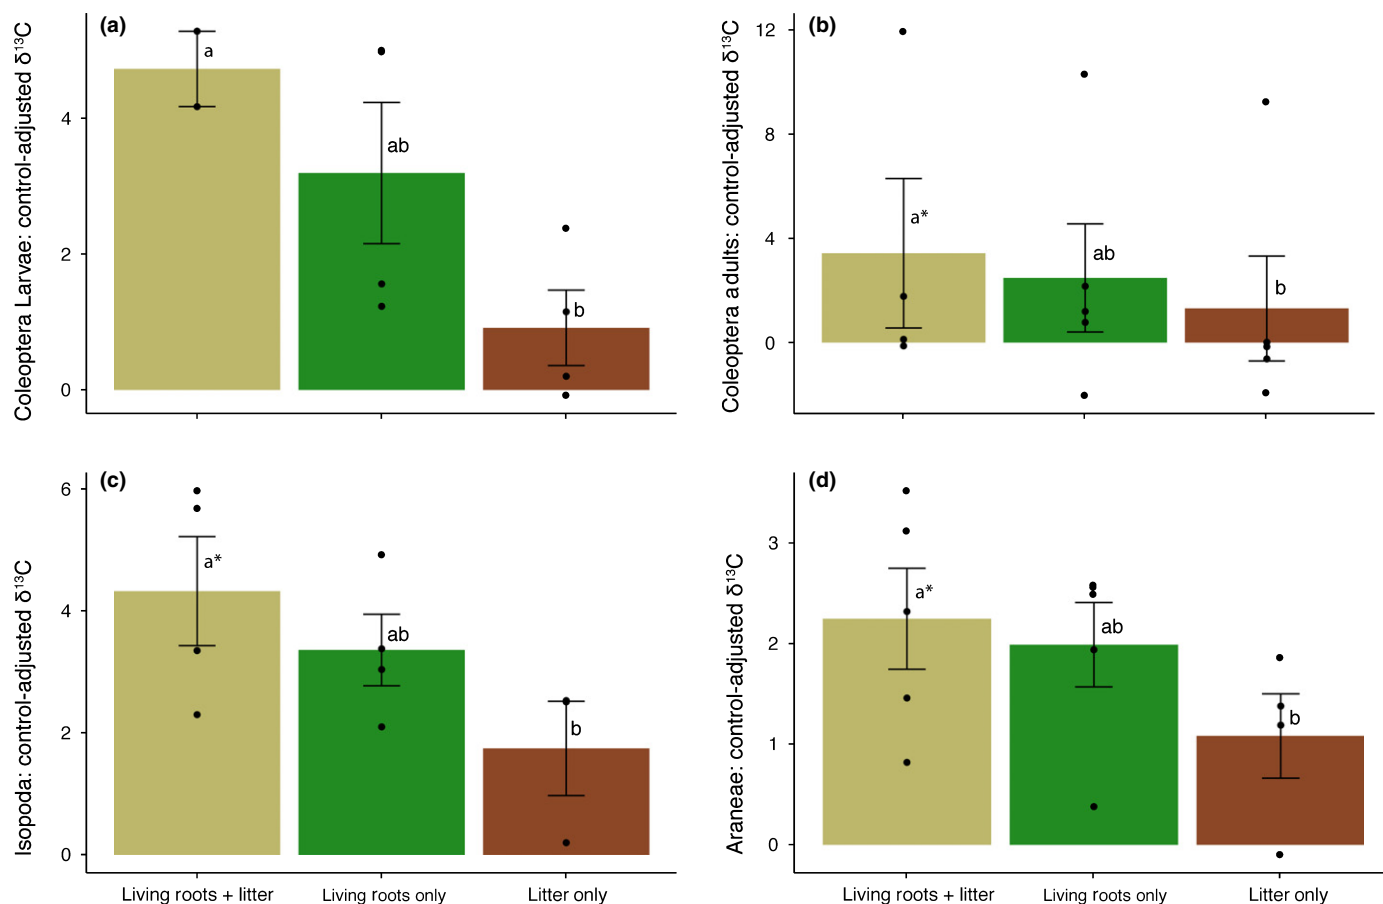 (a)
Coleoptera Larvae: control-adjusted δ¹³C
4
2
0
a
ab
b
(b)
Coleoptera adults: control-adjusted δ¹³C
12
8
4
0
a*
ab
b
(c)
Isopoda: control-adjusted δ¹³C
6
4
2
0
a*
ab
b
Living roots + litter
Living roots only
Litter only
(d)
Araneae: control-adjusted δ¹³C
3
2
1
0
a*
ab
b
Living roots + litter
Living roots only
Litter only